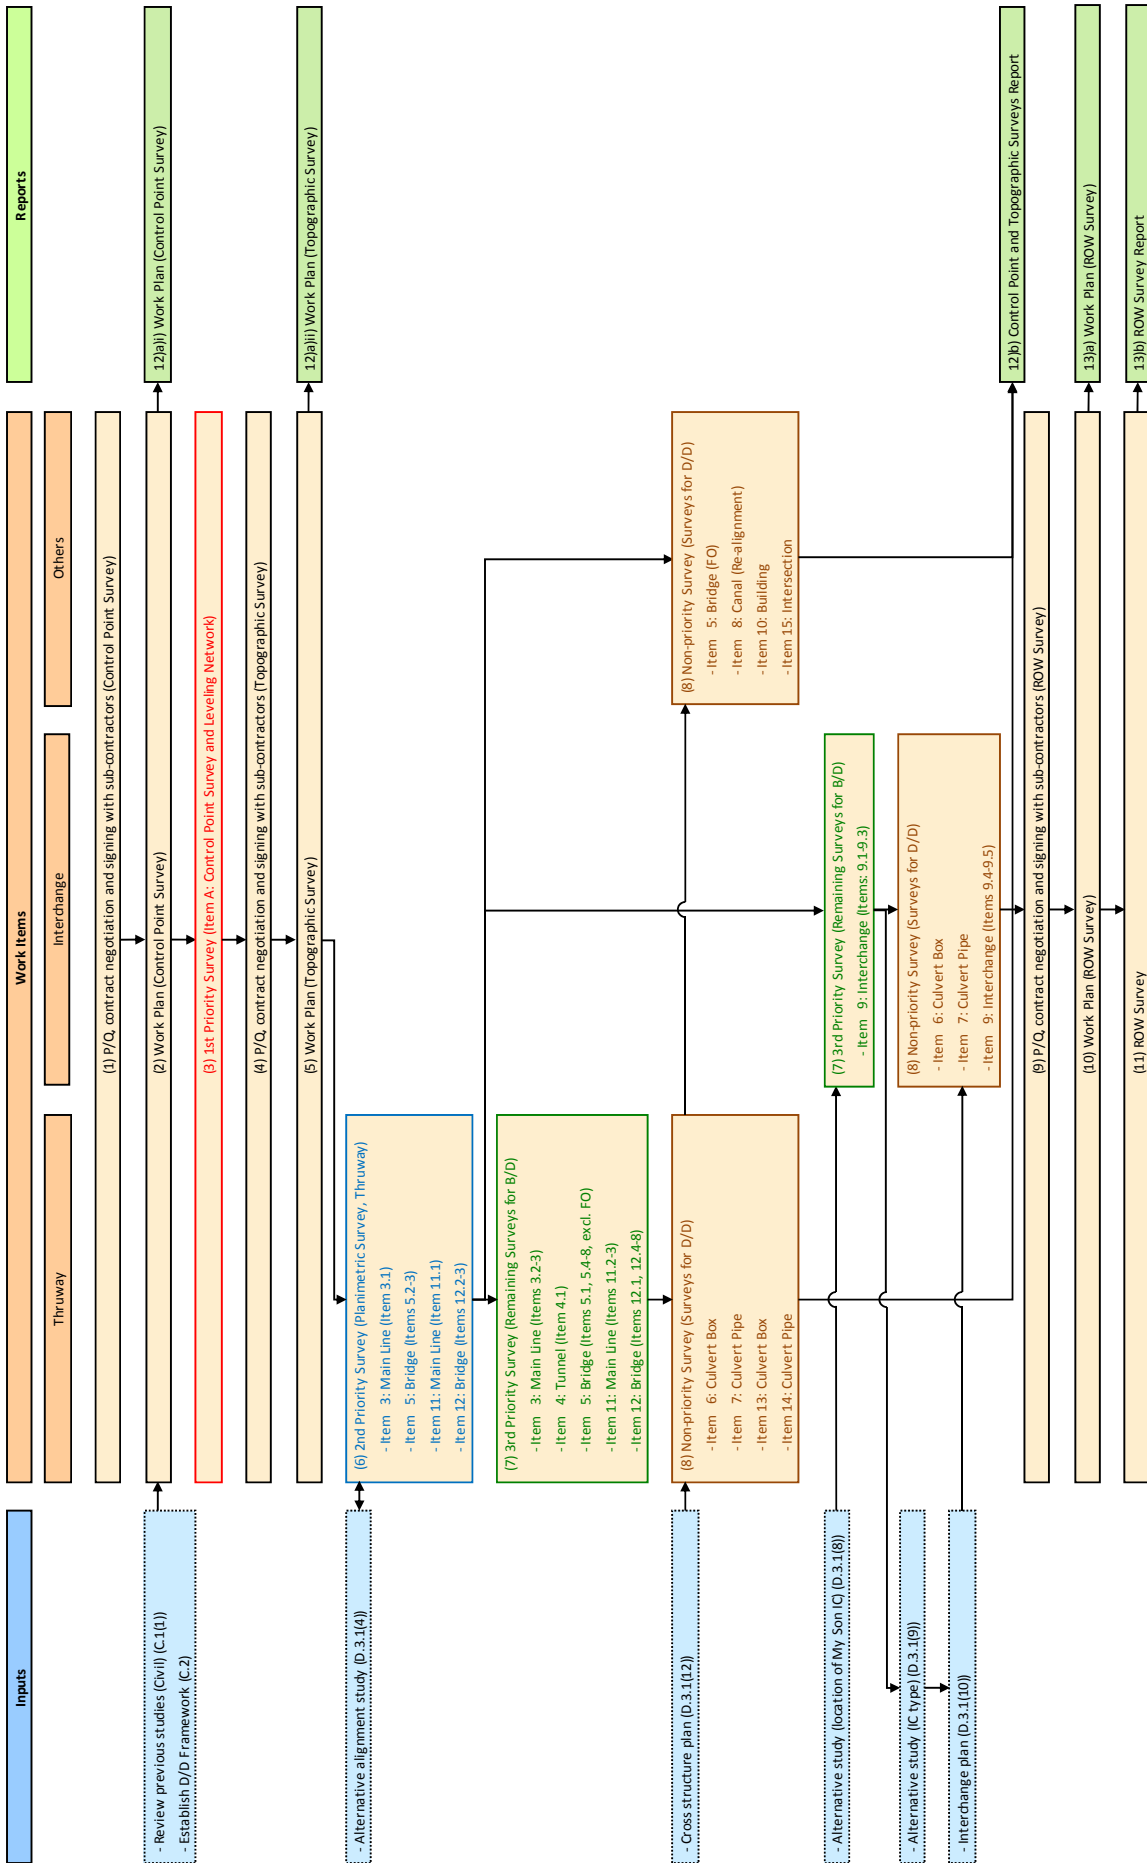 Inputs
Work Items
Reports
Thruway
Interchange
Others
(1) P/Q, contract negotiation and signing with sub-contractors (Control Point Survey)
- Review previous studies (Civil) (C.1(1))
- Establish D/D Framework (C.2)
(2) Work Plan (Control Point Survey)
12)a)i) Work Plan (Control Point Survey)
(3) 1st Priority Survey (Item A: Control Point Survey and Leveling Network)
(4) P/Q, contract negotiation and signing with sub-contractors (Topographic Survey)
(5) Work Plan (Topographic Survey)
12)a)ii) Work Plan (Topographic Survey)
- Alternative alignment study (D.3.1(4))
(6) 2nd Priority Survey (Planimetric Survey, Thruway)
- Item 3: Main Line (Item 3.1)
- Item 5: Bridge (Items 5.2-3)
- Item 11: Main Line (Item 11.1)
- Item 12: Bridge (Items 12.2-3)
(7) 3rd Priority Survey (Remaining Surveys for B/D)
- Item 3: Main Line (Items 3.2-3)
- Item 4: Tunnel (Item 4.1)
- Item 5: Bridge (Items 5.1, 5.4-8, excl. FO)
- Item 11: Main Line (Items 11.2-3)
- Item 12: Bridge (Items 12.1, 12.4-8)
- Cross structure plan (D.3.1(12))
(8) Non-priority Survey (Surveys for D/D)
- Item 6: Culvert Box
- Item 7: Culvert Pipe
- Item 13: Culvert Box
- Item 14: Culvert Pipe
(8) Non-priority Survey (Surveys for D/D)
- Item 5: Bridge (FO)
- Item 8: Canal (Re-alignment)
- Item 10: Building
- Item 15: Intersection
- Alternative study (location of My Son IC) (D.3.1(8))
(7) 3rd Priority Survey (Remaining Surveys for B/D)
- Item 9: Interchange (Items: 9.1-9.3)
- Alternative study (IC type) (D.3.1(9))
- Interchange plan (D.3.1(10))
(8) Non-priority Survey (Surveys for D/D)
- Item 6: Culvert Box
- Item 7: Culvert Pipe
- Item 9: Interchange (Items 9.4-9.5)
12)b) Control Point and Topographic Surveys Report
(9) P/Q, contract negotiation and signing with sub-contractors (ROW Survey)
(10) Work Plan (ROW Survey)
13)a) Work Plan (ROW Survey)
(11) ROW Survey
13)b) ROW Survey Report